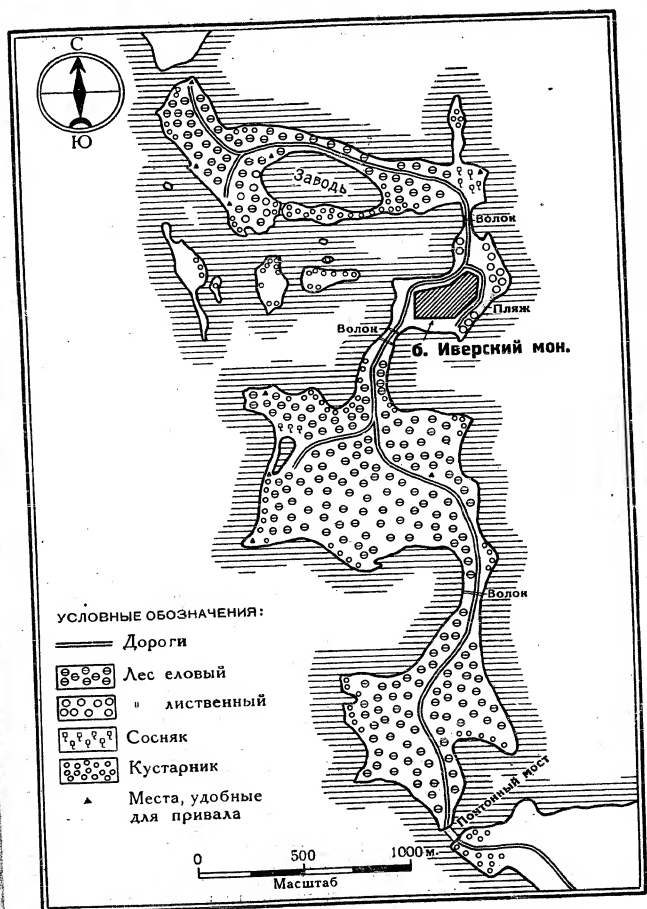 С
Ю
Заводь
Волок
Пляж
Волок
б. Иверский мон.
Волок
УСЛОВНЫЕ ОБОЗНАЧЕНИЯ:
Дороги
Лес еловый
" лиственный
Сосняк
Кустарник
Места, удобные
для привала
Понтонный мост
0 500 1000 м.
Масштаб